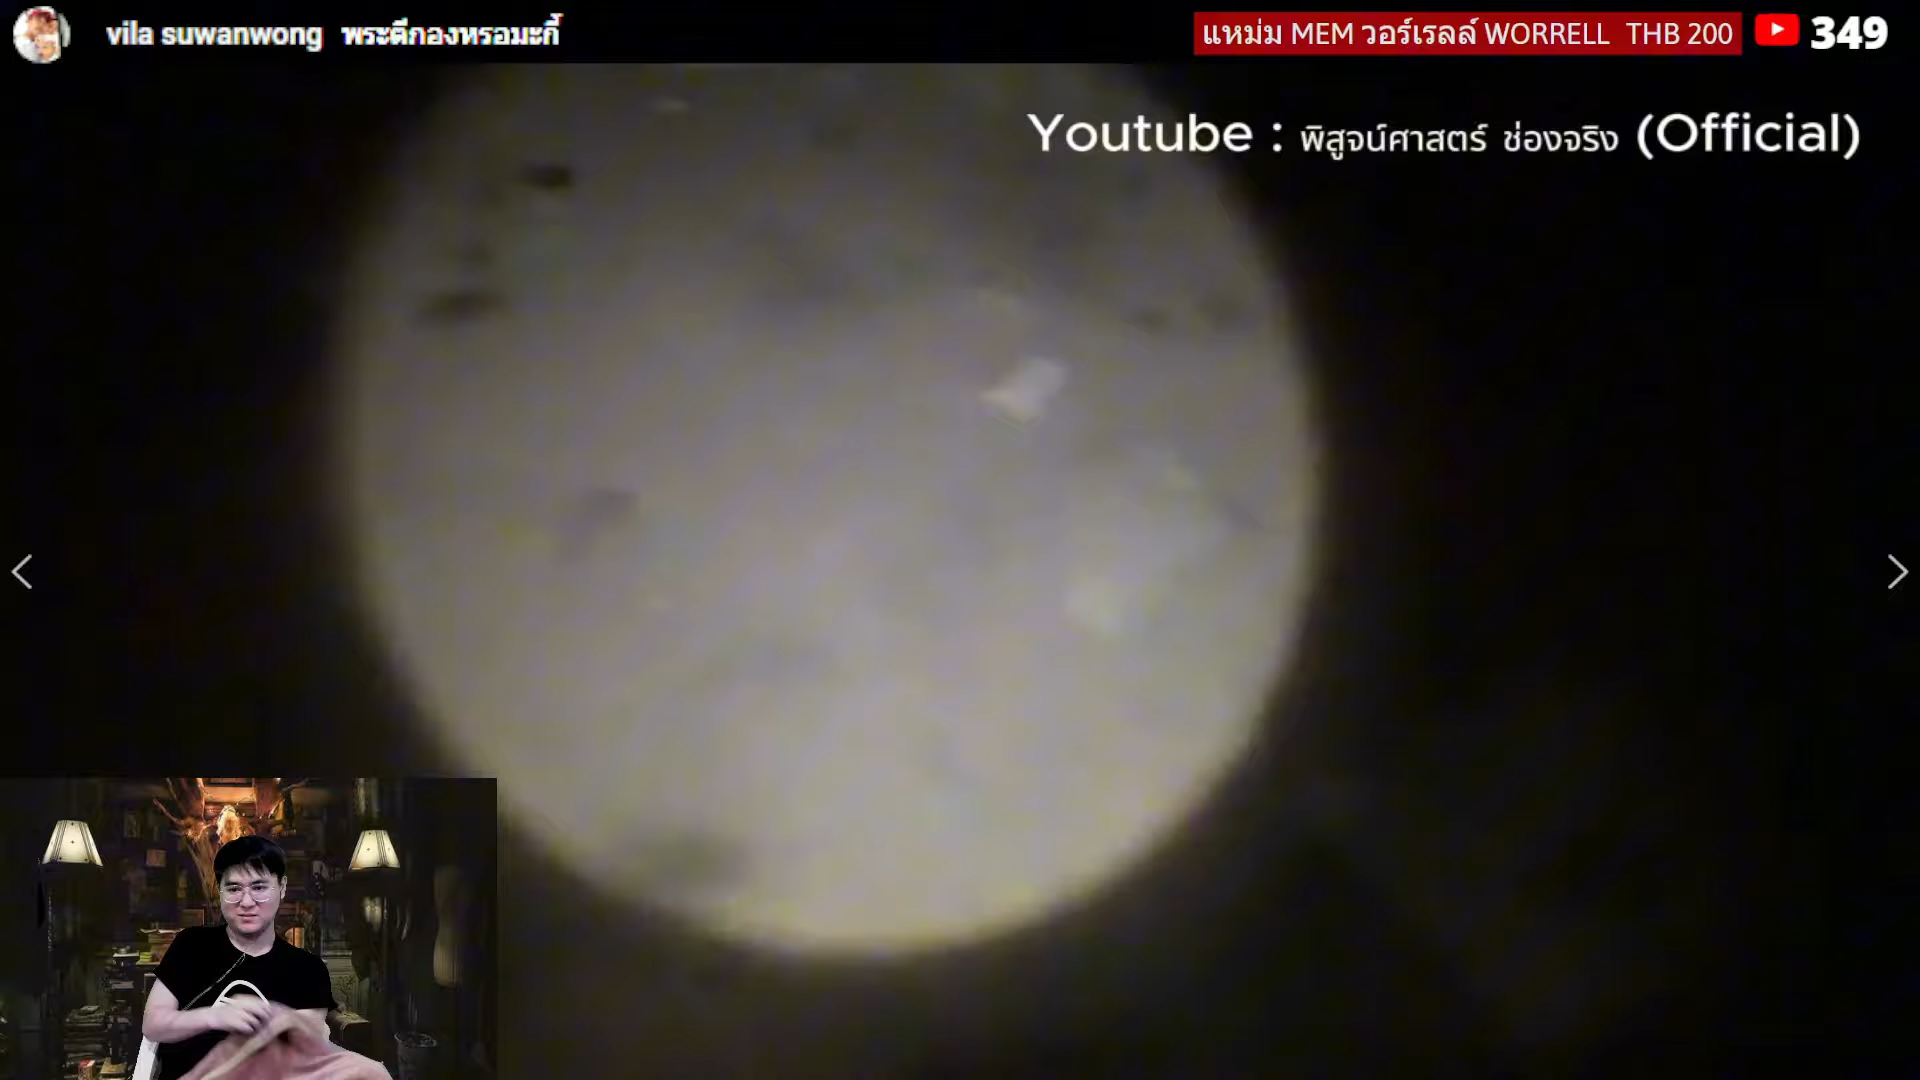 vila suwanwong พระตีกองหรอมะกี้
แหม่ม MEM วอร์เรลล์ WORRELL THB 200
349
Youtube : พิสูจน์ศาสตร์ ช่องจริง (Official)